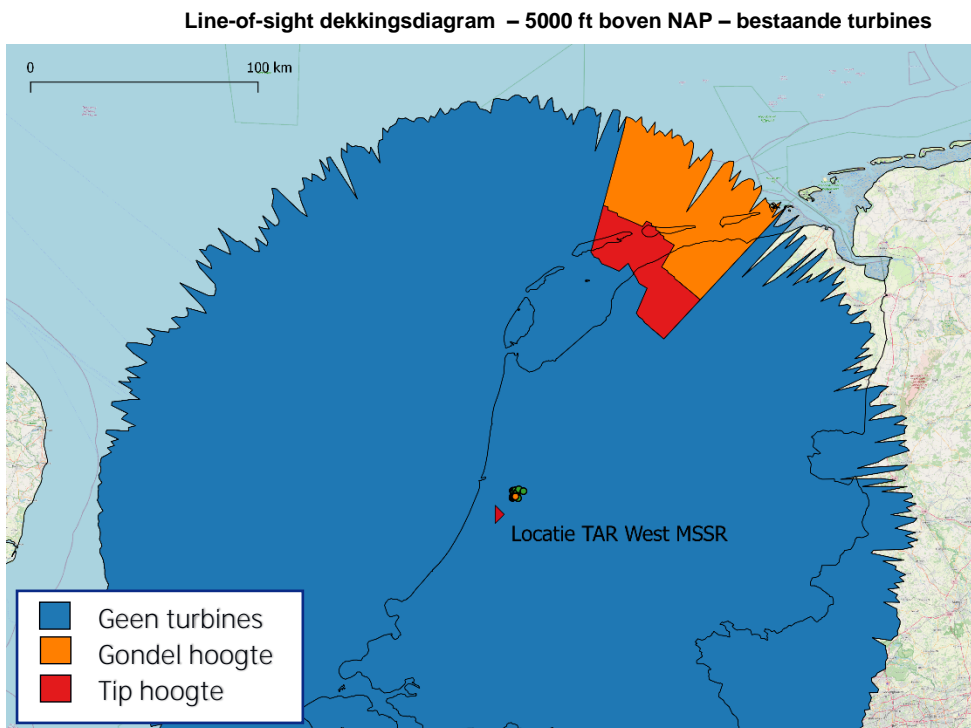 Line-of-sight dekkingsdiagram – 5000 ft boven NAP – bestaande turbines
0 100 km
Locatie TAR West MSSR
Geen turbines
Gondel hoogte
Tip hoogte